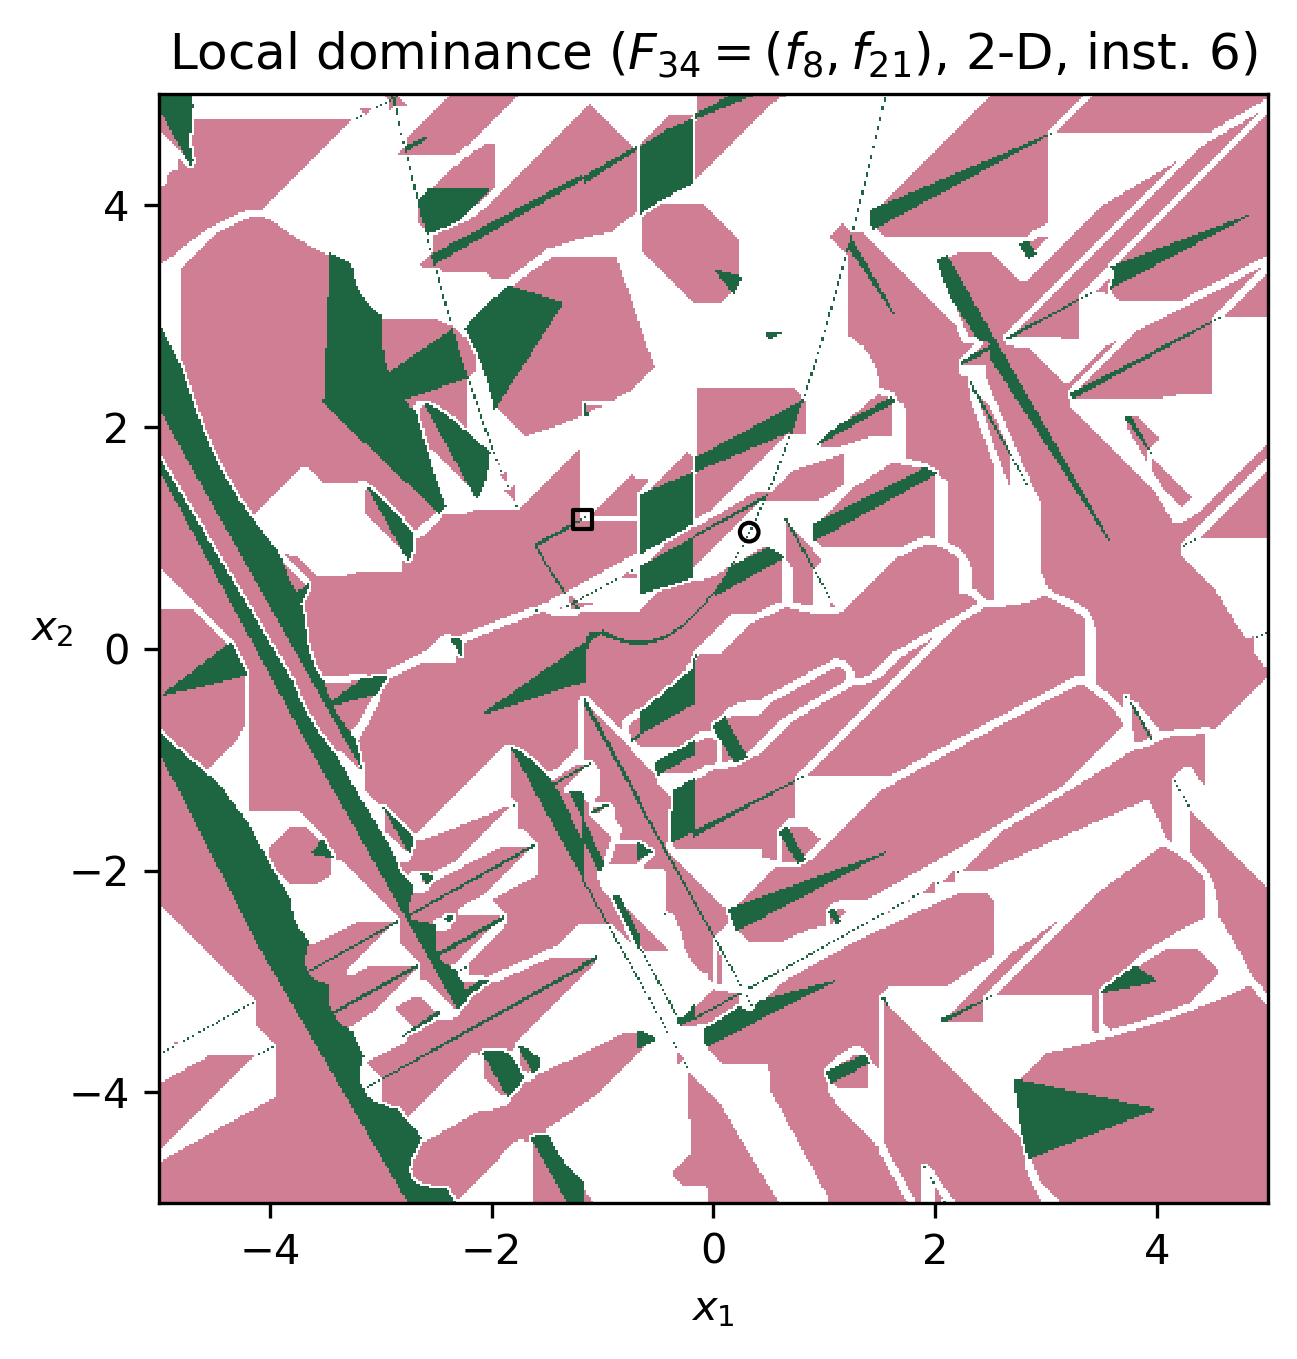 Local dominance (F₃₄ = (f₈, f₂₁), 2-D, inst. 6)
4
2
x₂ 0
−2
−4
−4 −2 0 2 4
x₁